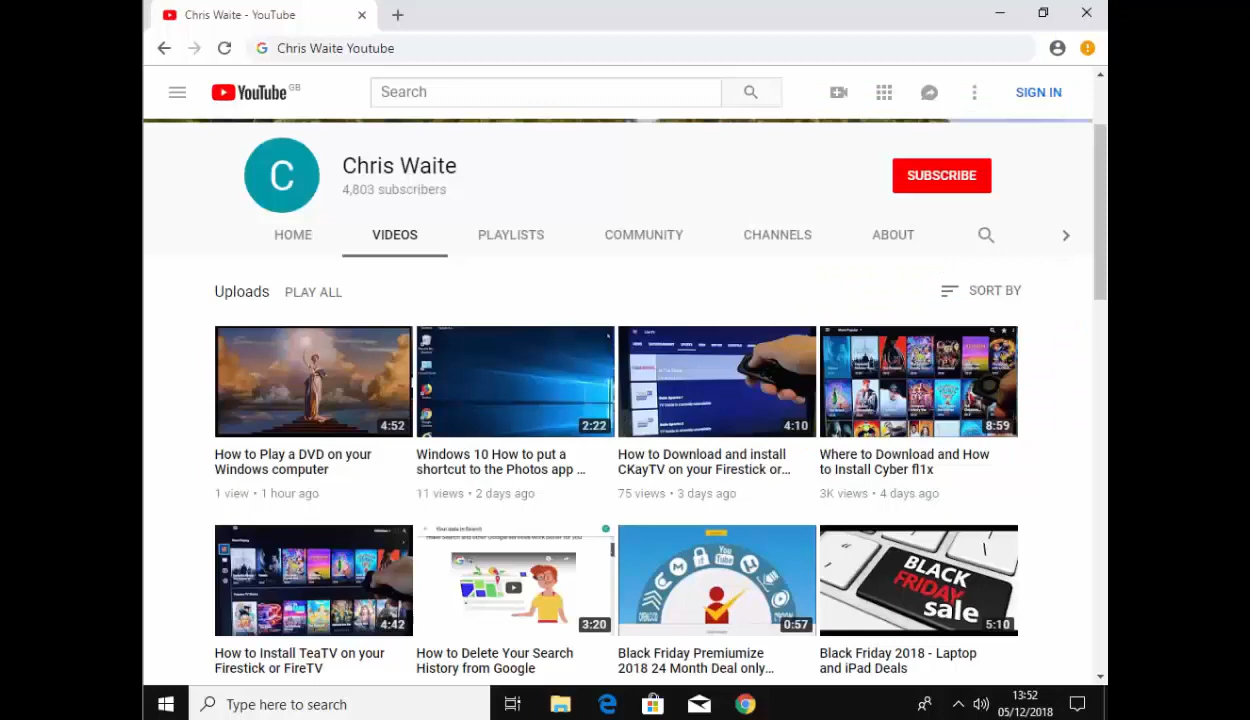 Chris Waite - YouTube
Chris Waite Youtube
YouTube GB
Search
SIGN IN
Chris Waite
4,803 subscribers
SUBSCRIBE
HOME
VIDEOS
PLAYLISTS
COMMUNITY
CHANNELS
ABOUT
Uploads
PLAY ALL
SORT BY
4:52
2:22
4:10
8:59
How to Play a DVD on your
Windows computer
1 view • 1 hour ago
Windows 10 How to put a
shortcut to the Photos app ...
11 views • 2 days ago
How to Download and install
CKayTV on your Firestick or...
75 views • 3 days ago
Where to Download and How
to Install Cyber fl1x
3K views • 4 days ago
4:42
Your data in Search
3:20
You
Tube
0:57
BLACK
FRIDAY
sale
5:10
How to Install TeaTV on your
Firestick or FireTV
How to Delete Your Search
History from Google
Black Friday Premiumize
2018 24 Month Deal only...
Black Friday 2018 - Laptop
and iPad Deals
Type here to search
13:52
05/12/2018